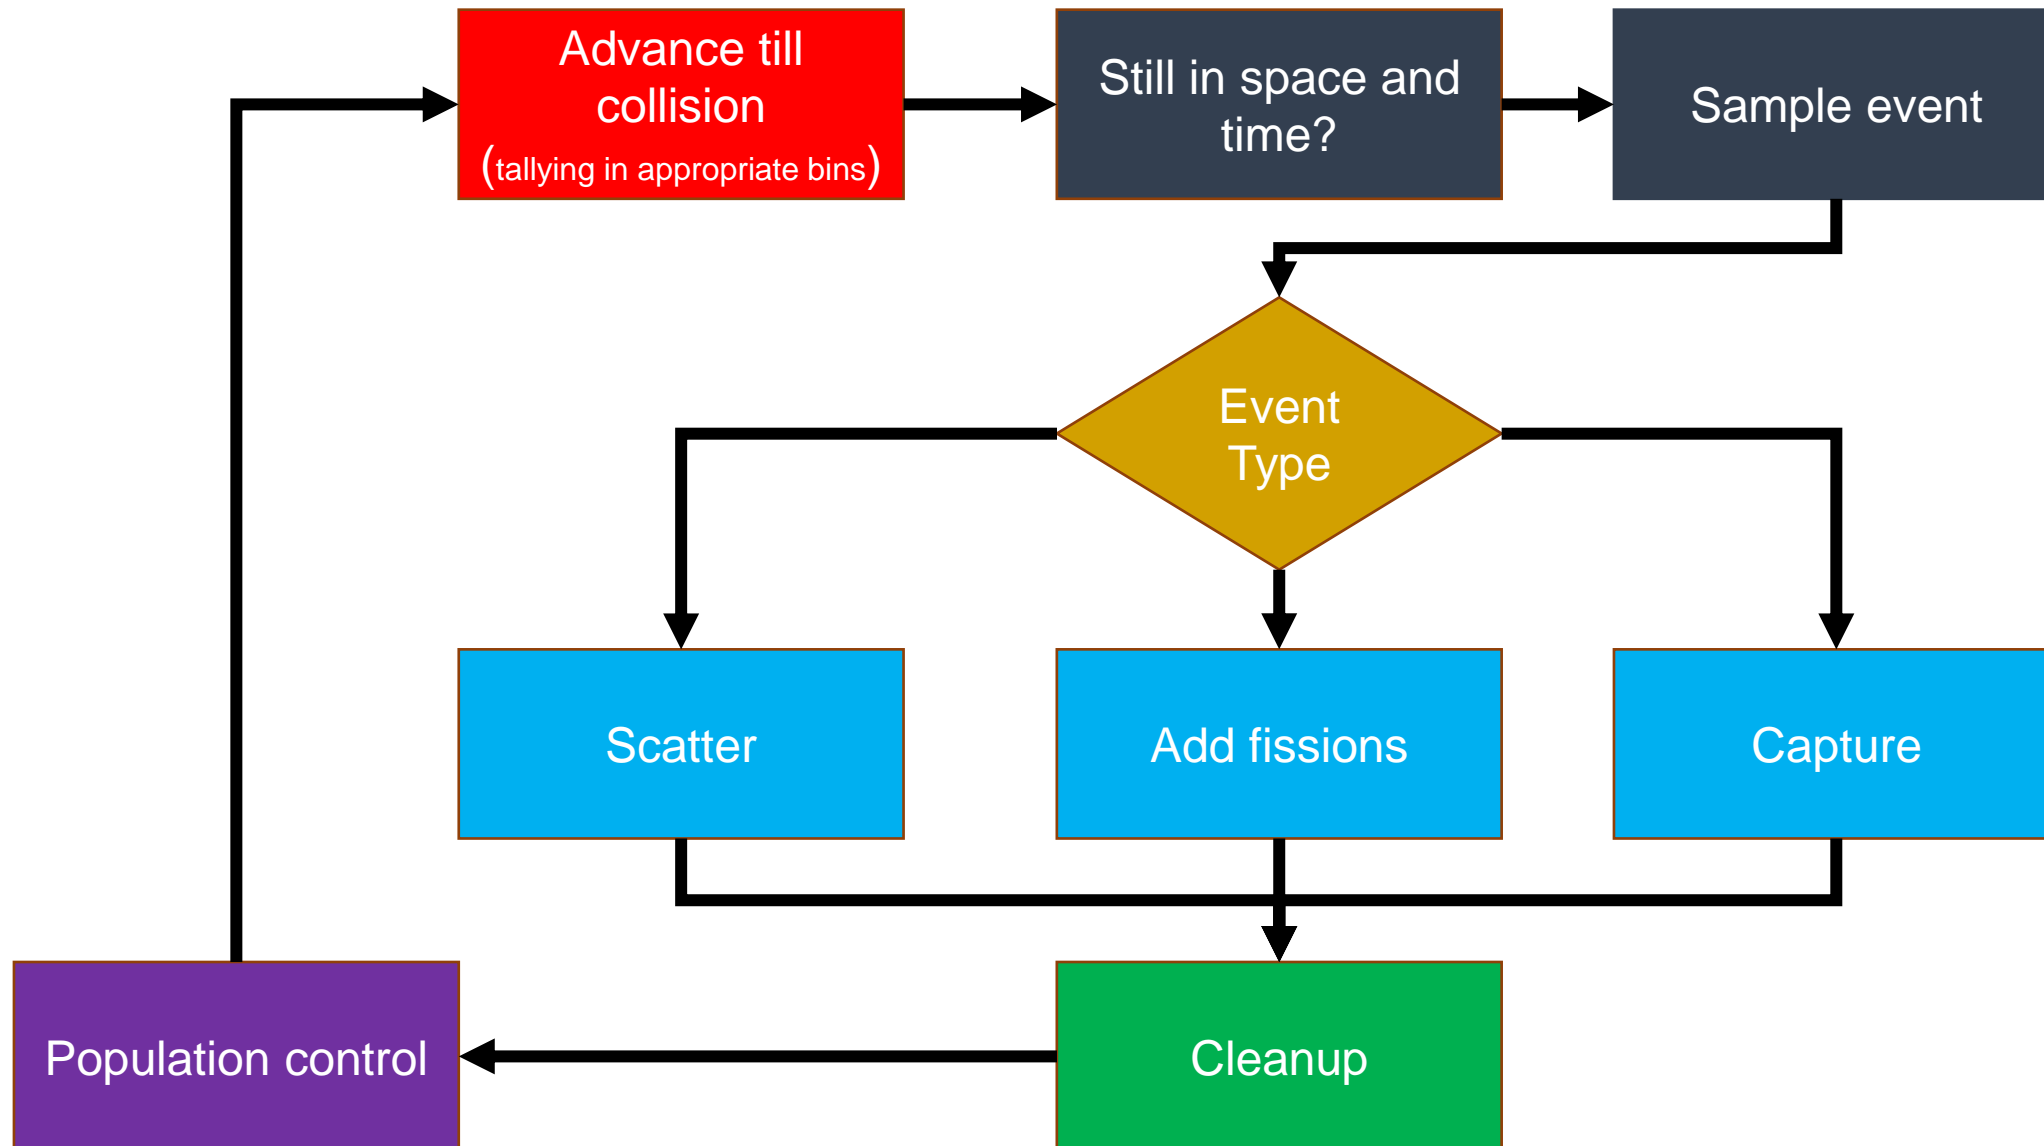 Advance till
collision
(tallying in appropriate bins)
Still in space and
time?
Sample event
Event
Type
Scatter
Add fissions
Capture
Population control
Cleanup